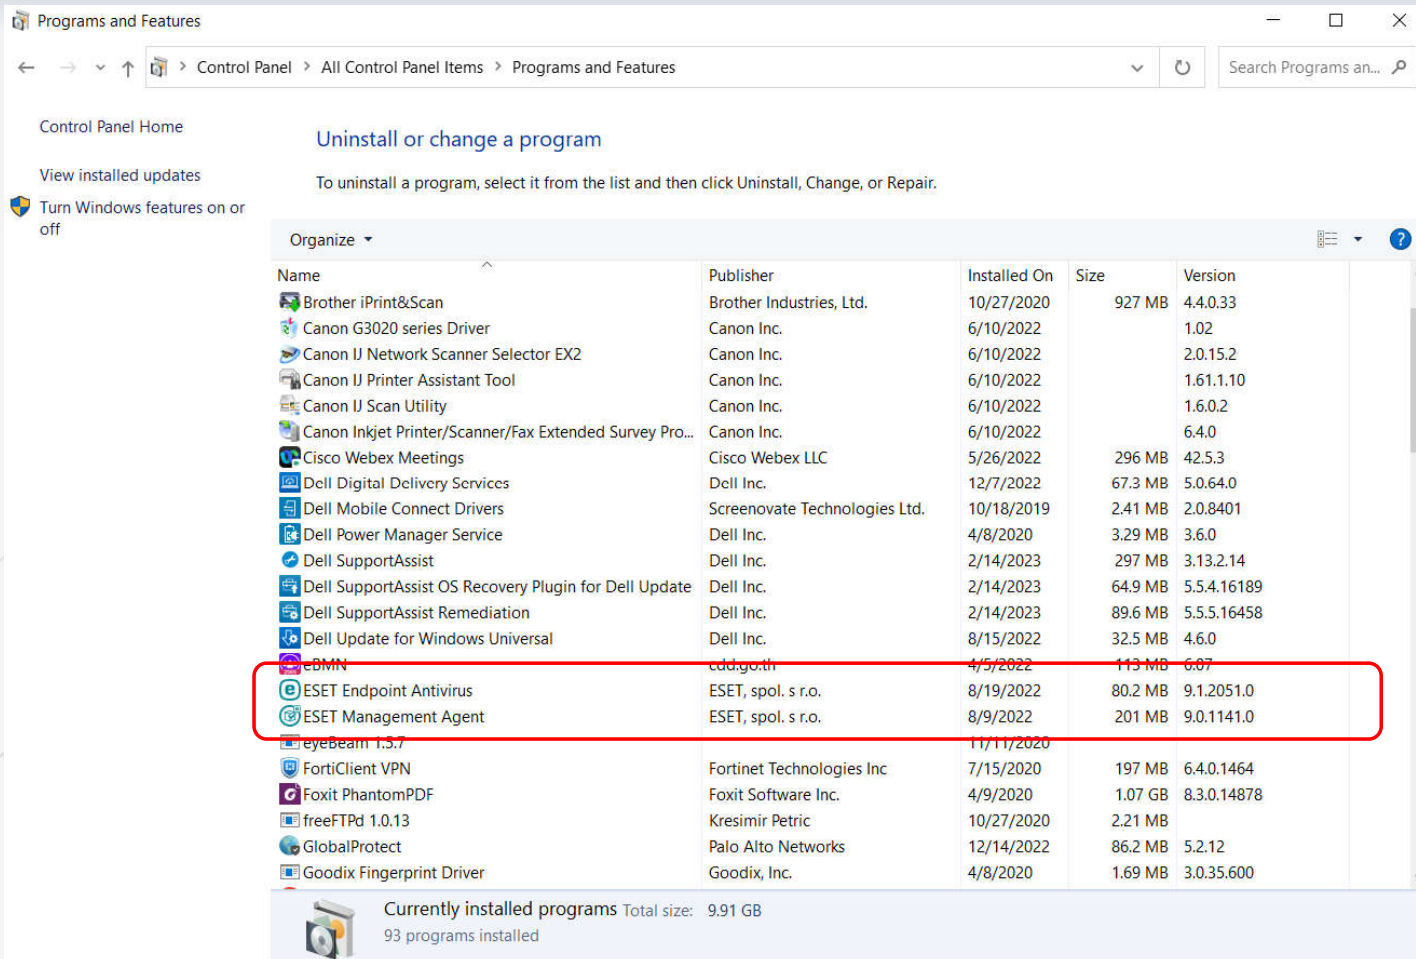 Programs and Features
Control Panel > All Control Panel Items > Programs and Features
Search Programs an...
Control Panel Home
View installed updates
Turn Windows features on or
off
Uninstall or change a program
To uninstall a program, select it from the list and then click Uninstall, Change, or Repair.
Organize
Name Publisher Installed On Size Version
Brother iPrint&Scan Brother Industries, Ltd. 10/27/2020 927 MB 4.4.0.33
Canon G3020 series Driver Canon Inc. 6/10/2022 1.02
Canon IJ Network Scanner Selector EX2 Canon Inc. 6/10/2022 2.0.15.2
Canon IJ Printer Assistant Tool Canon Inc. 6/10/2022 1.61.1.10
Canon IJ Scan Utility Canon Inc. 6/10/2022 1.6.0.2
Canon Inkjet Printer/Scanner/Fax Extended Survey Pro... Canon Inc. 6/10/2022 6.4.0
Cisco Webex Meetings Cisco Webex LLC 5/26/2022 296 MB 42.5.3
Dell Digital Delivery Services Dell Inc. 12/7/2022 67.3 MB 5.0.64.0
Dell Mobile Connect Drivers Screenovate Technologies Ltd. 10/18/2019 2.41 MB 2.0.8401
Dell Power Manager Service Dell Inc. 4/8/2020 3.29 MB 3.6.0
Dell SupportAssist Dell Inc. 2/14/2023 297 MB 3.13.2.14
Dell SupportAssist OS Recovery Plugin for Dell Update Dell Inc. 2/14/2023 64.9 MB 5.5.4.16189
Dell SupportAssist Remediation Dell Inc. 2/14/2023 89.6 MB 5.5.5.16458
Dell Update for Windows Universal Dell Inc. 8/15/2022 32.5 MB 4.6.0
eBMN cdd.go.th 4/5/2022 113 MB 6.07
ESET Endpoint Antivirus ESET, spol. s r.o. 8/19/2022 80.2 MB 9.1.2051.0
ESET Management Agent ESET, spol. s r.o. 8/9/2022 201 MB 9.0.1141.0
eyeBeam 1.5.7 11/11/2020
FortiClient VPN Fortinet Technologies Inc 7/15/2020 197 MB 6.4.0.1464
Foxit PhantomPDF Foxit Software Inc. 4/9/2020 1.07 GB 8.3.0.14878
freeFTPd 1.0.13 Kresimir Petric 10/27/2020 2.21 MB
GlobalProtect Palo Alto Networks 12/14/2022 86.2 MB 5.2.12
Goodix Fingerprint Driver Goodix, Inc. 4/8/2020 1.69 MB 3.0.35.600
Currently installed programs Total size: 9.91 GB
93 programs installed